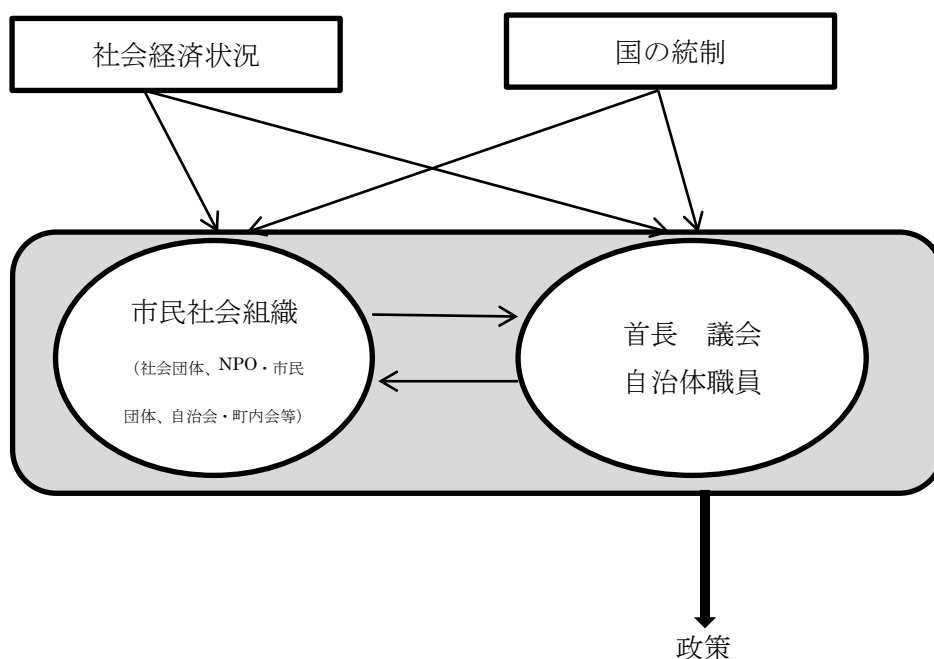 社会経済状況
国の統制
市民社会組織
（社会団体、NPO・市民
団体、自治会・町内会等）
首長　議会
自治体職員
政策